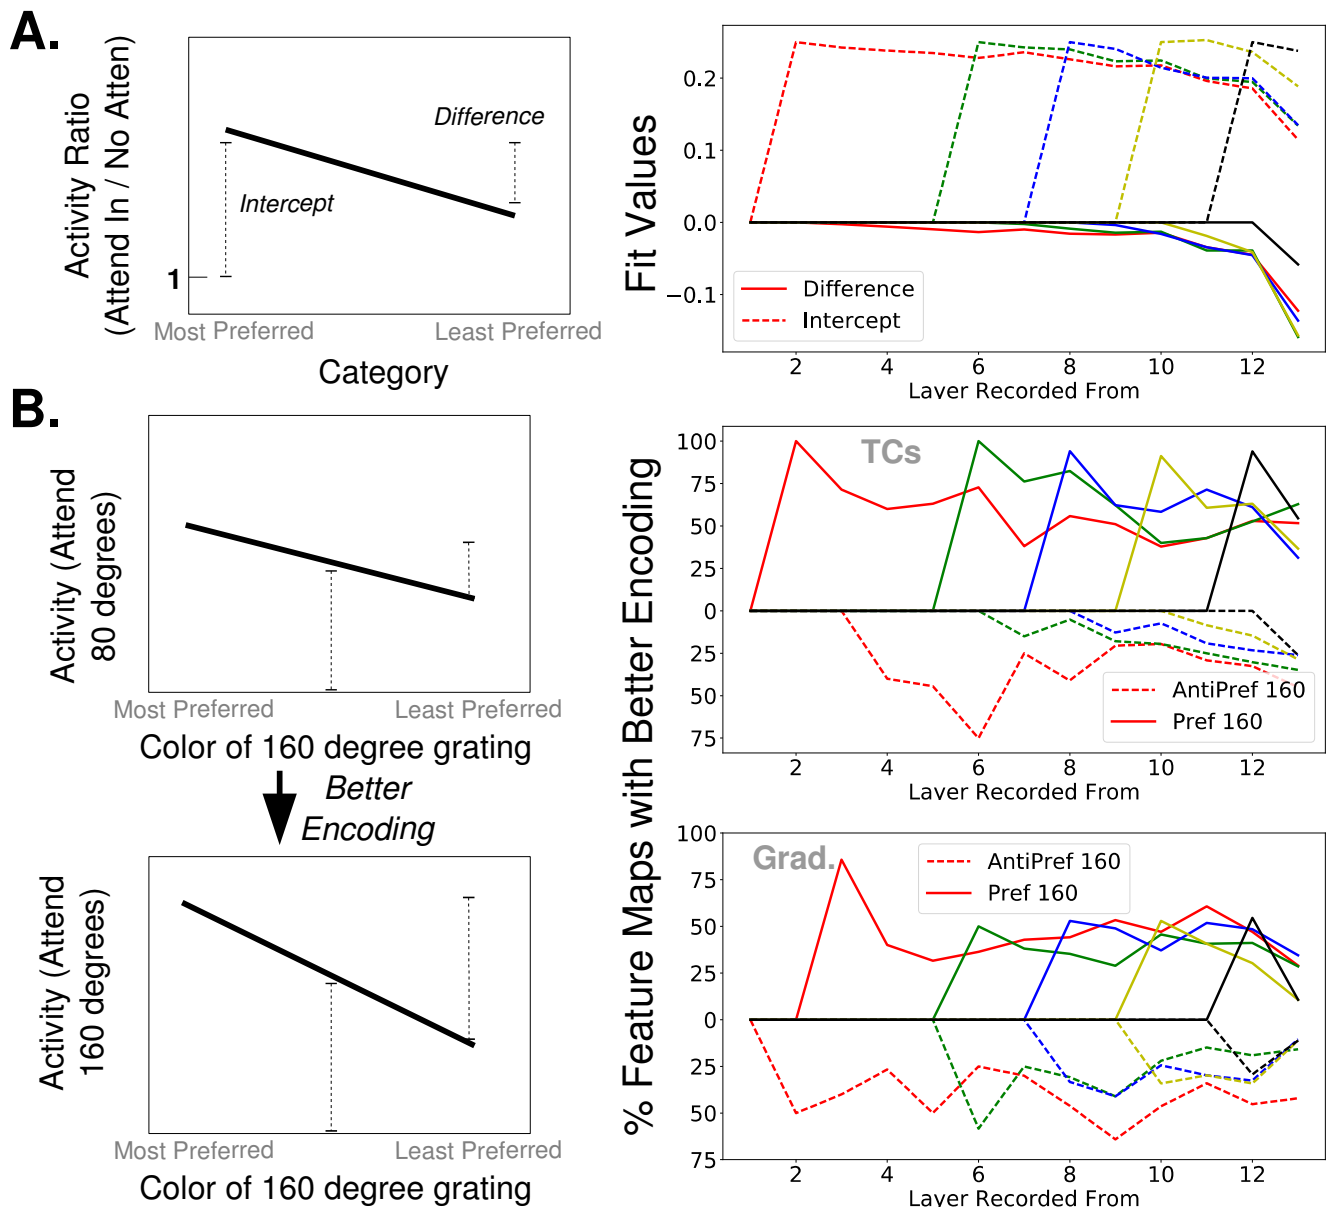 A.
Activity Ratio
(Attend In / No Atten)
Difference
Intercept
1
Most Preferred
Least Preferred
Category
Fit Values
0.2
0.1
0.0
−0.1
Difference
Intercept
2
4
6
8
10
12
Layer Recorded From
B.
Activity (Attend
80 degrees)
Most Preferred
Least Preferred
Color of 160 degree grating
Better
Encoding
Activity (Attend
160 degrees)
Most Preferred
Least Preferred
Color of 160 degree grating
% Feature Maps with Better Encoding
TCs
100
75
50
25
0
25
50
75
AntiPref 160
Pref 160
2
4
6
8
10
12
Layer Recorded From
Grad.
100
75
50
25
0
25
50
75
AntiPref 160
Pref 160
2
4
6
8
10
12
Layer Recorded From